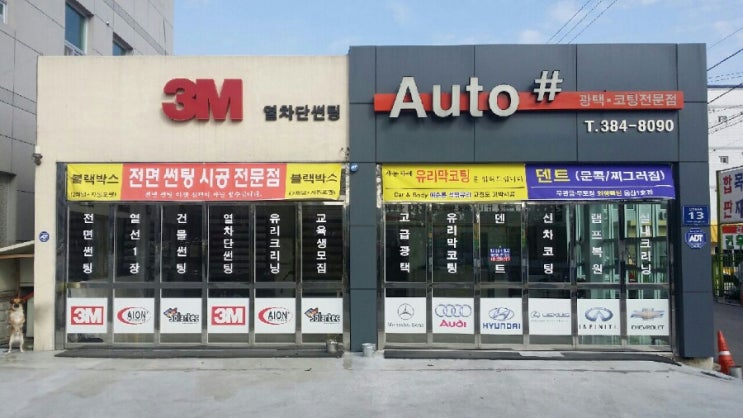 3M
열차단썬팅
Auto #
광택·코팅전문점
T.384-8090
블랙박스
전면 썬팅 시공 전문점
블랙박스
유리막코팅
덴트 (문콕/찌그러짐)
Car & Body
전면썬팅
열선1장
건물썬팅
열차단썬팅
유리크리닝
교육생모집
고급광택
유리막코팅
덴트
신차코팅
램프복원
실내크리닝
3M
AION
Solartec
3M
AION
Solartec
Mercedes-Benz
Audi
HYUNDAI
LEXUS
INFINITI
CHEVROLET
13
ADT